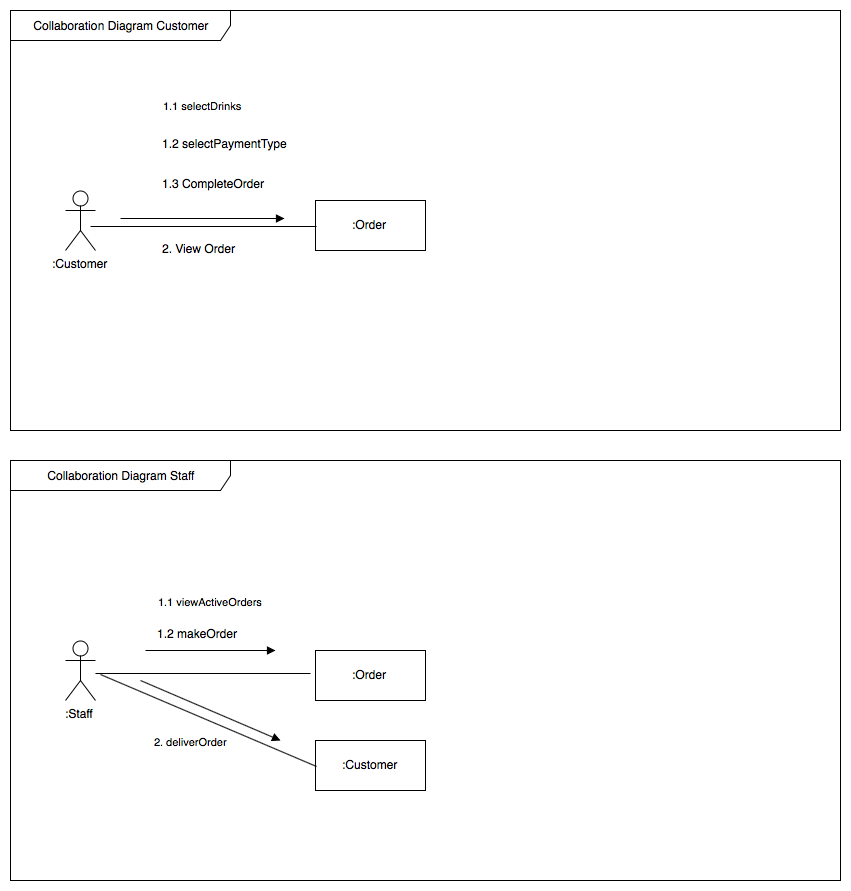 Collaboration Diagram Customer
1.1 selectDrinks
1.2 selectPaymentType
1.3 CompleteOrder
:Order
2. View Order
:Customer
Collaboration Diagram Staff
1.1 viewActiveOrders
1.2 makeOrder
:Order
:Staff
2. deliverOrder
:Customer